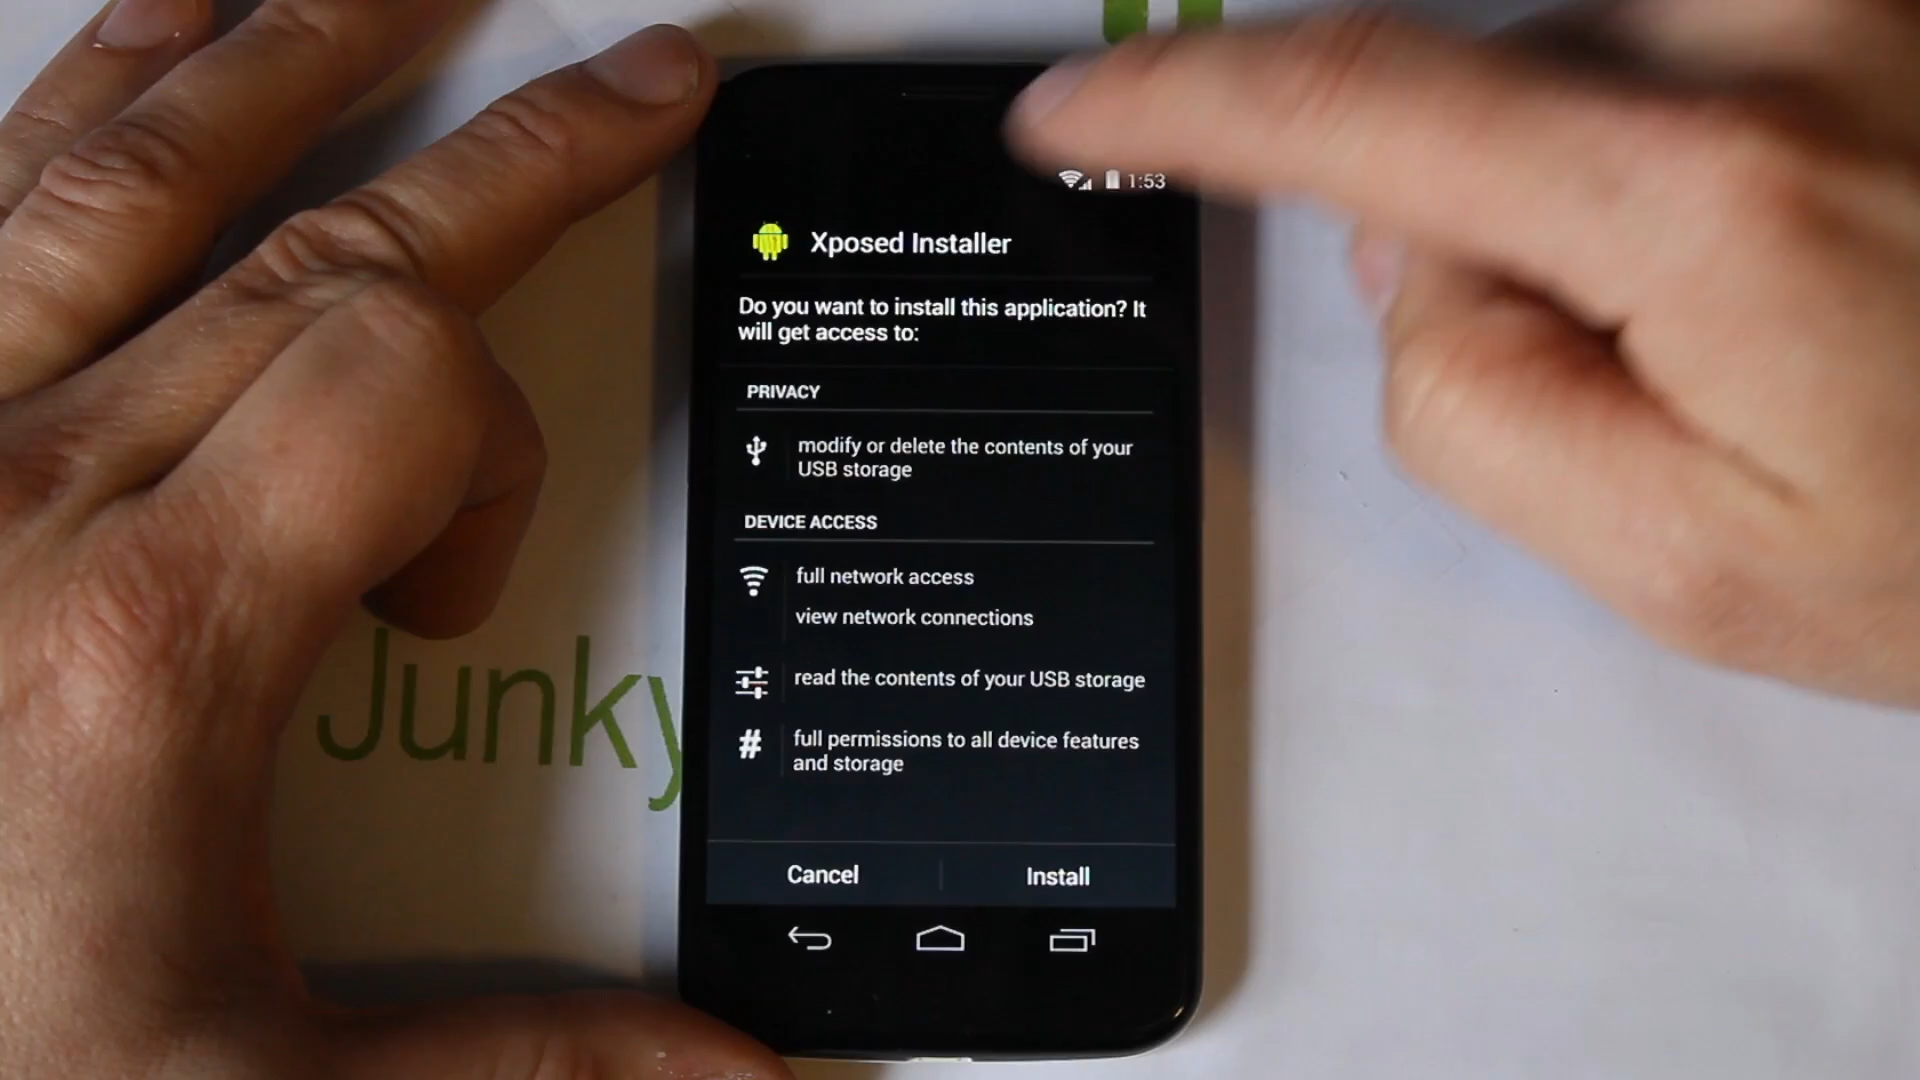 1:53
Xposed Installer
Do you want to install this application? It
will get access to:
PRIVACY
modify or delete the contents of your
USB storage
DEVICE ACCESS
full network access
view network connections
read the contents of your USB storage
# full permissions to all device features
and storage
Cancel Install
Junky